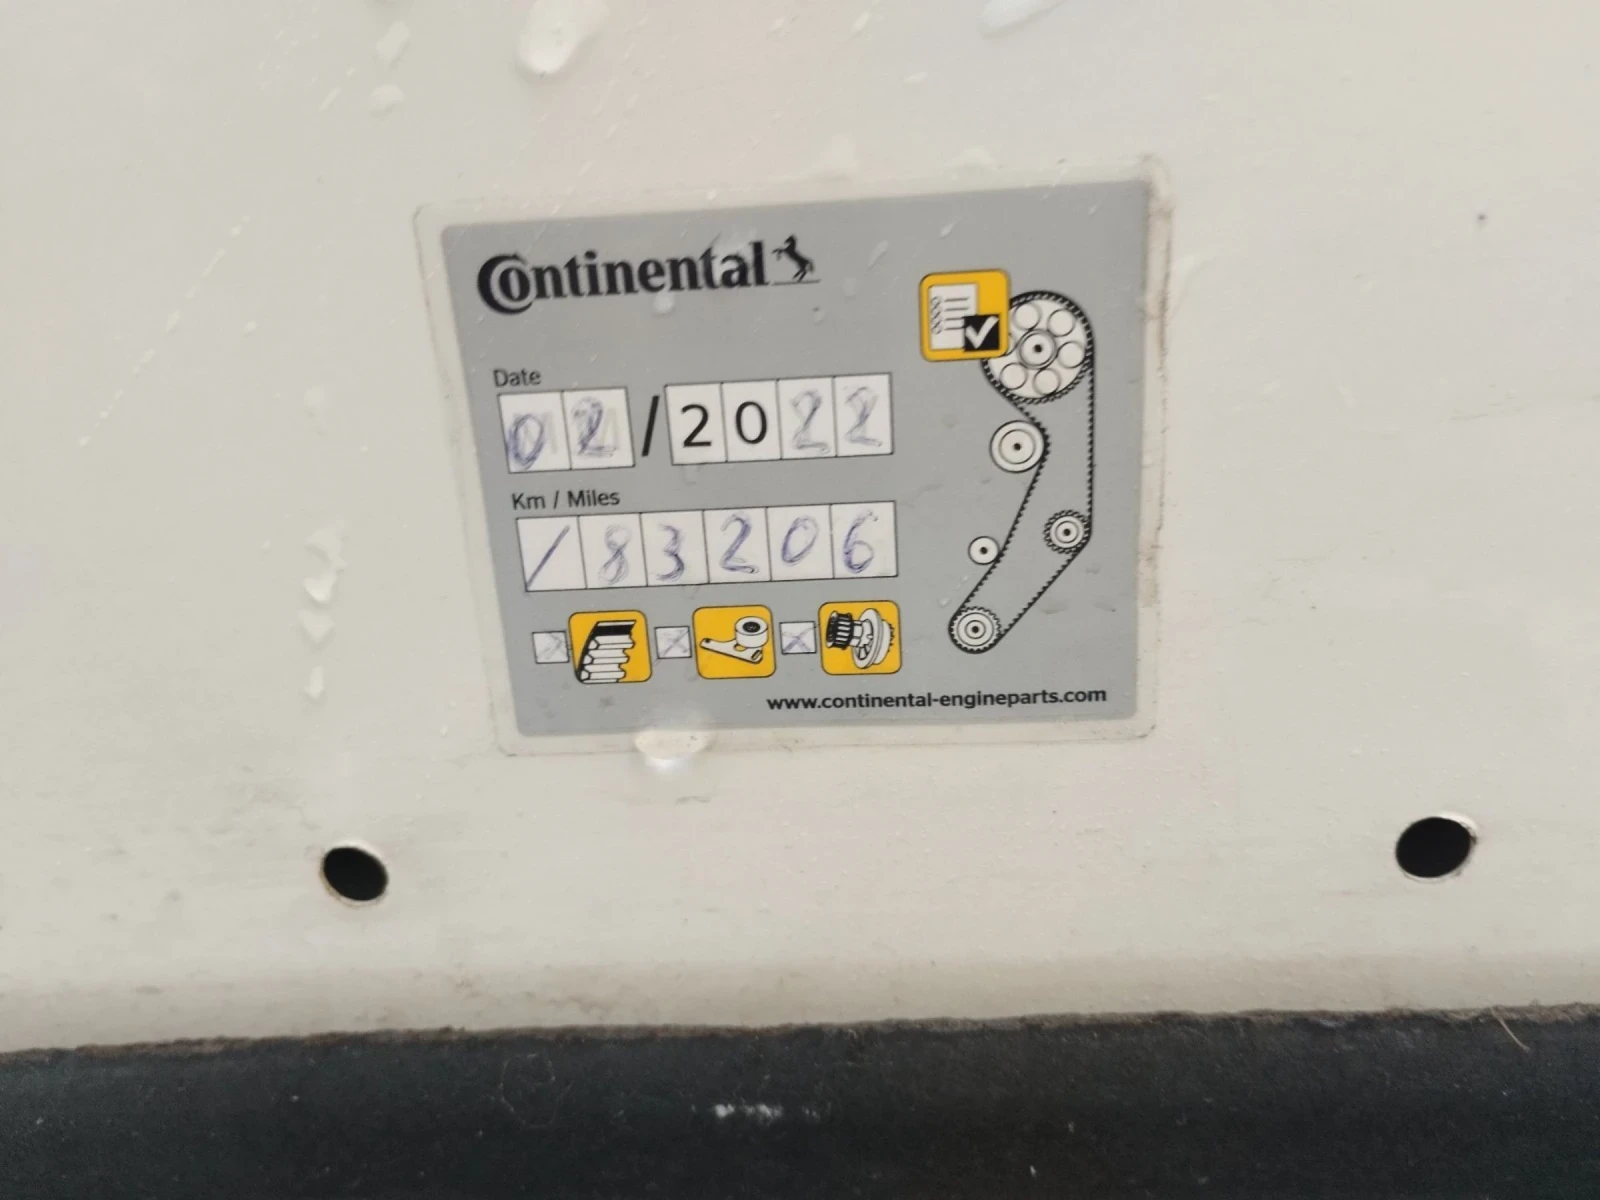 Continental
Date
02/2022
Km / Miles
/83206
www.continental-engineparts.com